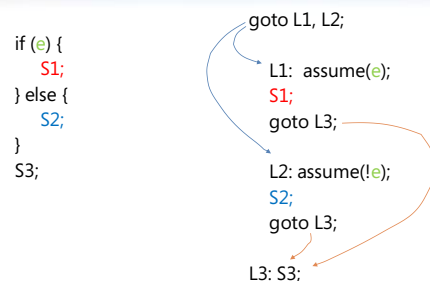 if (e) {
S1;
} else {
S2;
}
S3;
goto L1, L2;
L1: assume(e);
S1;
goto L3;
L2: assume(!e);
S2;
goto L3;
L3: S3;